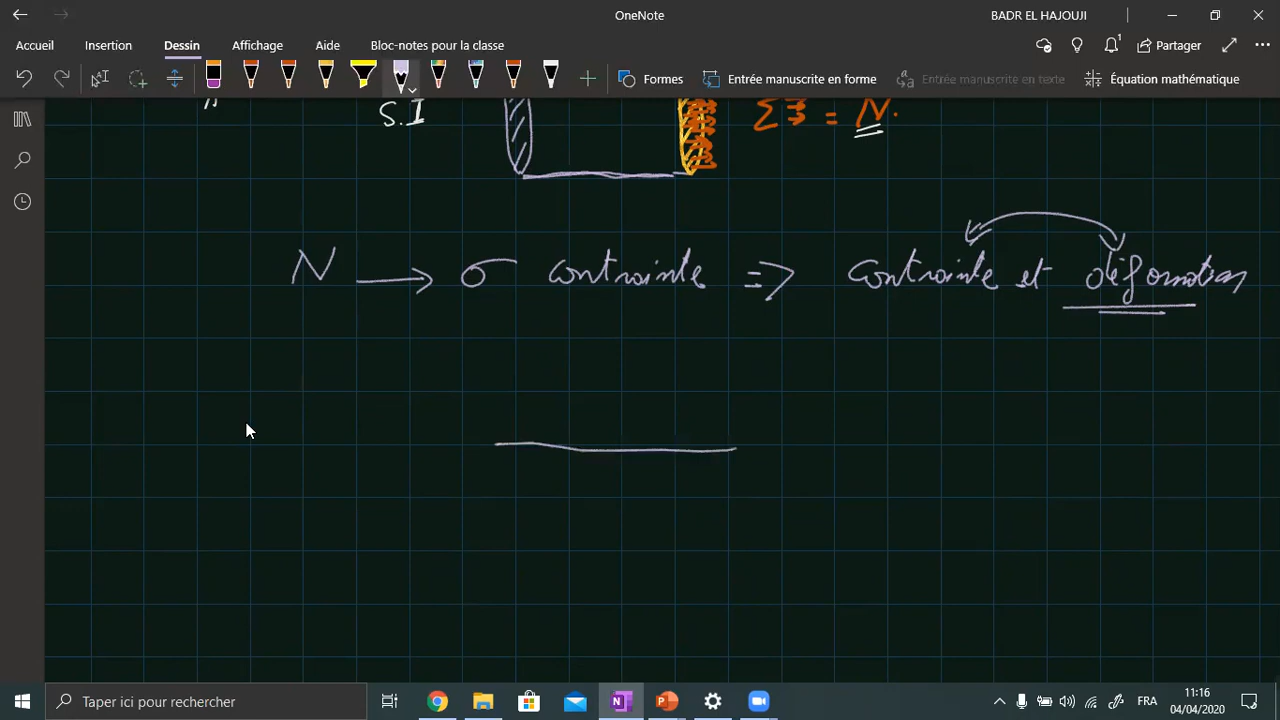 OneNote
BADR EL HAJOUJI
Accueil Insertion Dessin Affichage Aide Bloc-notes pour la classe
Partager
Formes Entrée manuscrite en forme Entrée manuscrite en texte Équation mathématique
S.I
= N.
N → σ contrainte => contrainte et déformation
Taper ici pour rechercher
FRA
11:16
04/04/2020